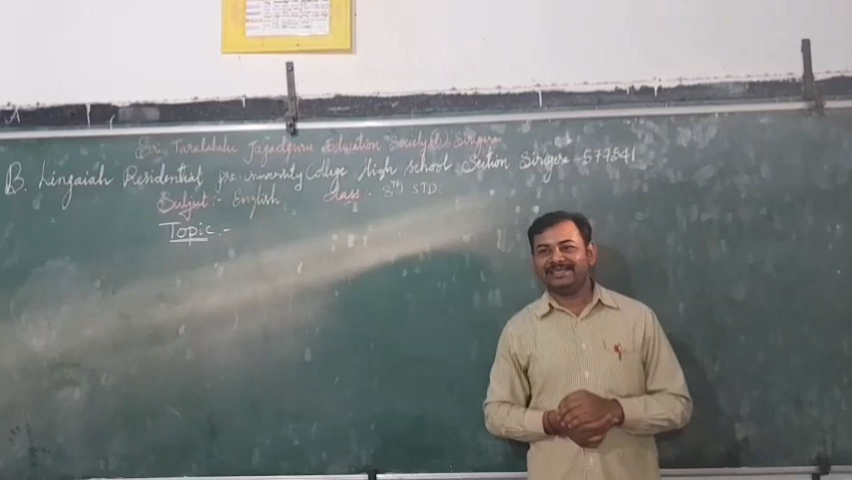 Sri Taralabalu Jagadguru Education Society (R) Sirigere
B. Lingaiah Residential pre-university College High school Section Sirigere - 577541
Subject:- English Class:- 8th STD.
Topic:-